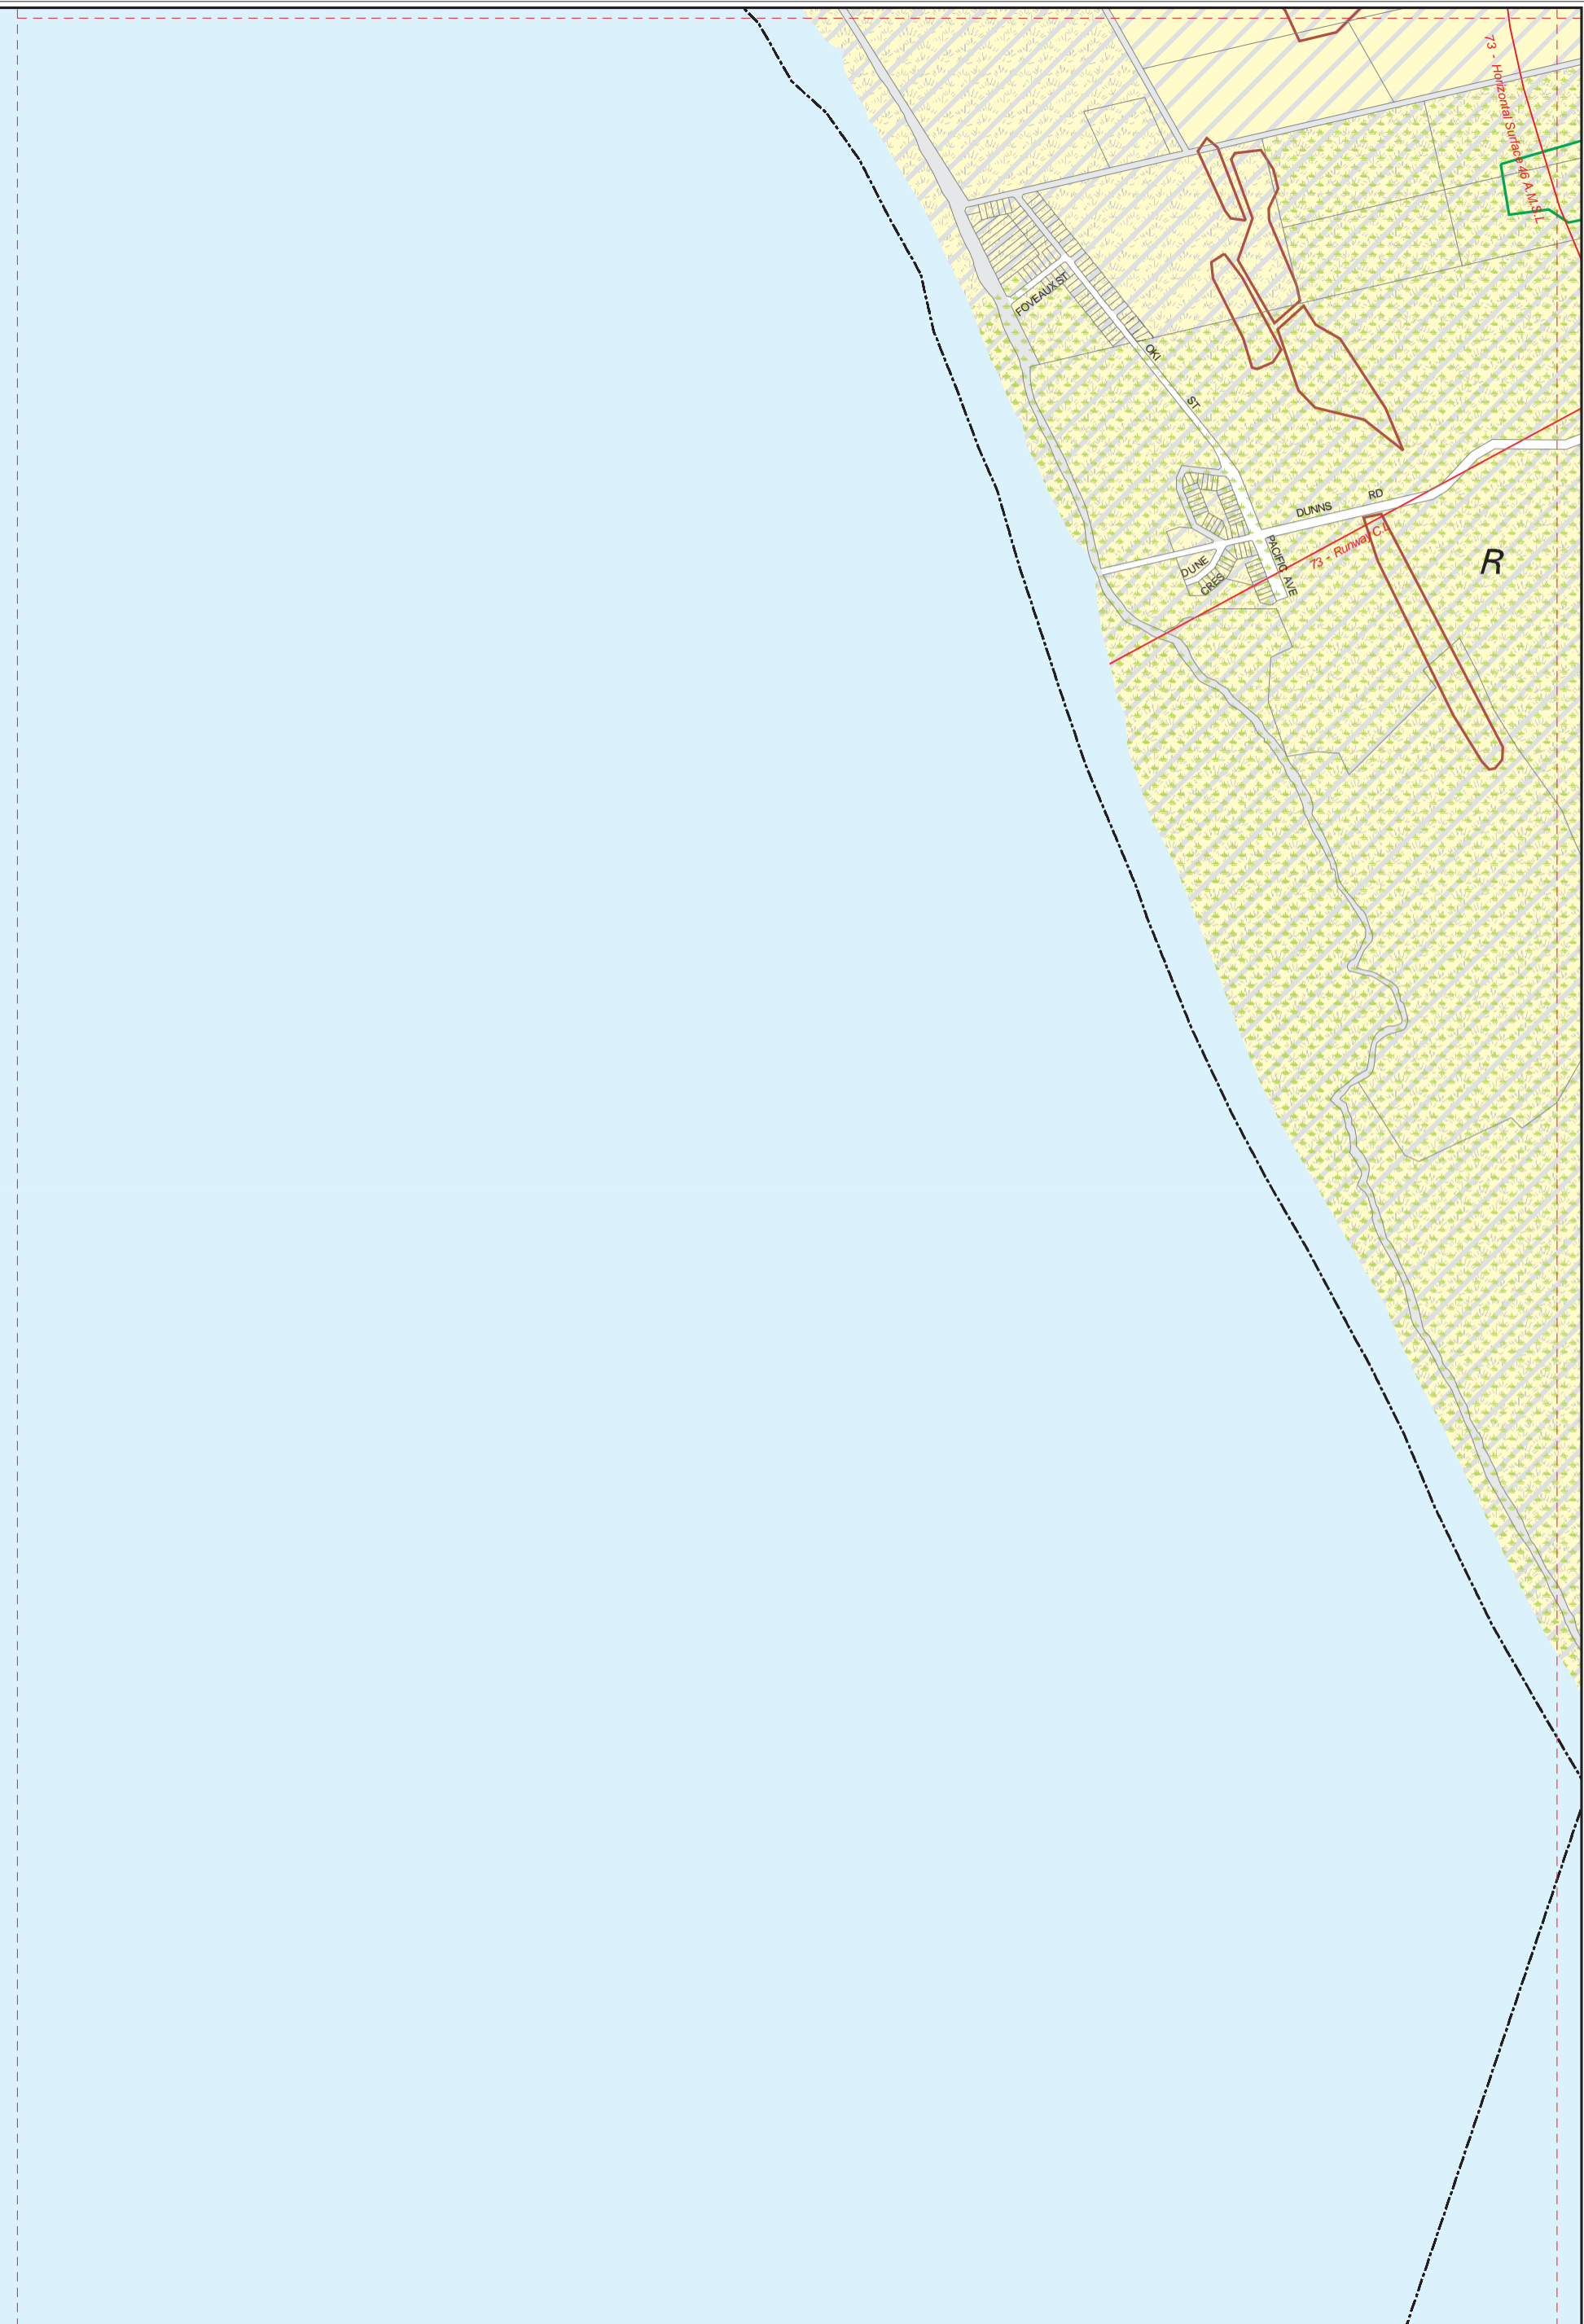 73 - Horizontal Surface 46 A.M.S.L
FOVEAUX ST
OKI
ST
RD
DUNNS
73 - Runway C.L
R
PACIFIC AVE
DUNE
CRES